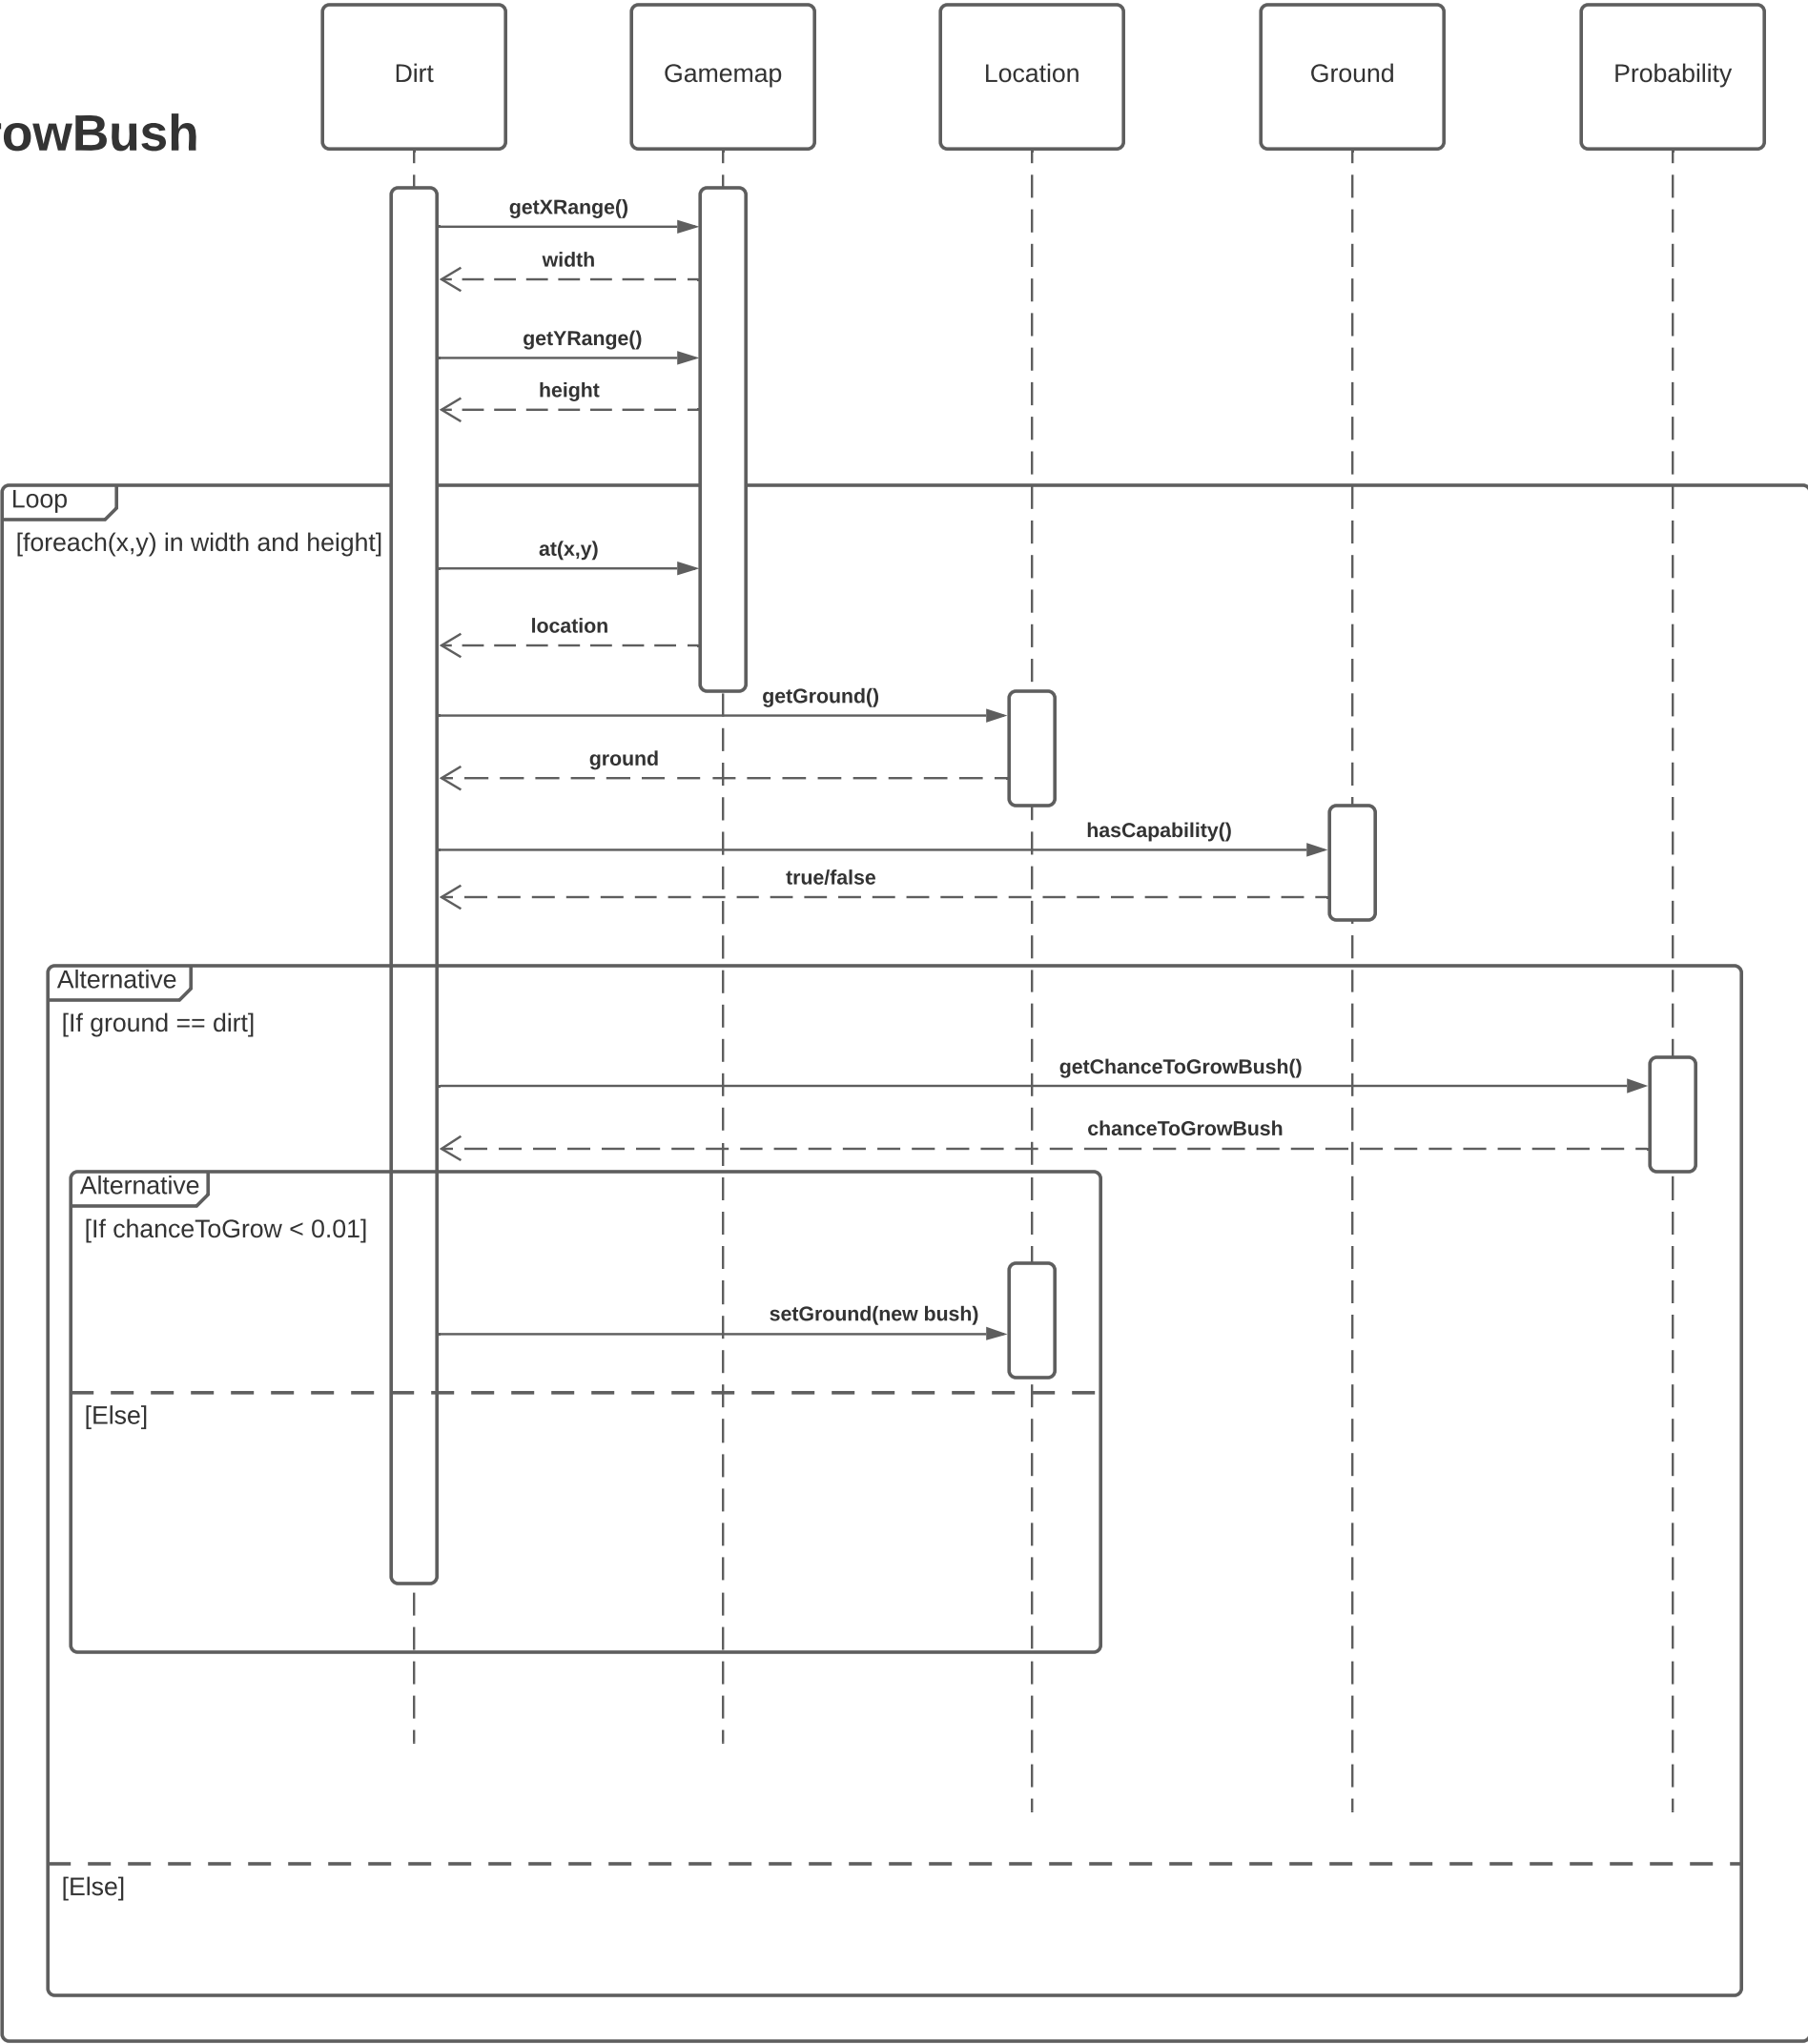 Dirt
Gamemap
Location
Ground
Probability
rowBush
getXRange()
width
getYRange()
height
Loop
[foreach(x,y) in width and height]
at(x,y)
location
getGround()
ground
hasCapability()
true/false
Alternative
[If ground == dirt]
getChanceToGrowBush()
chanceToGrowBush
Alternative
[If chanceToGrow < 0.01]
setGround(new bush)
[Else]
[Else]